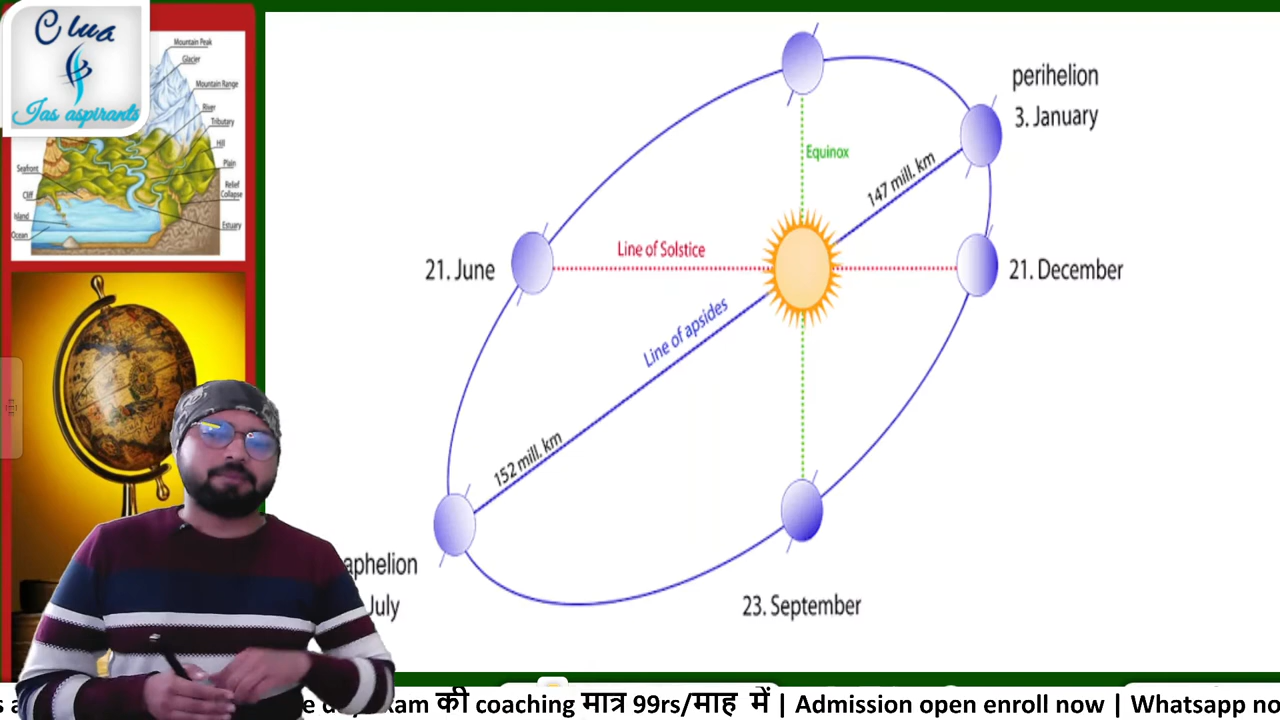 Clua
Ias aspirants
Mountain Peak
Glacier
Mountain Range
River
Tributary
Hill
Plain
Relief
Collapse
Estuary
Seafront
Cliff
Island
Ocean
perihelion
3. January
Equinox
147 mill. km
Line of Solstice
21. June
21. December
Line of apsides
152 mill. km
aphelion
July
23. September
की coaching मात्र 99rs/माह में | Admission open enroll now | Whatsapp